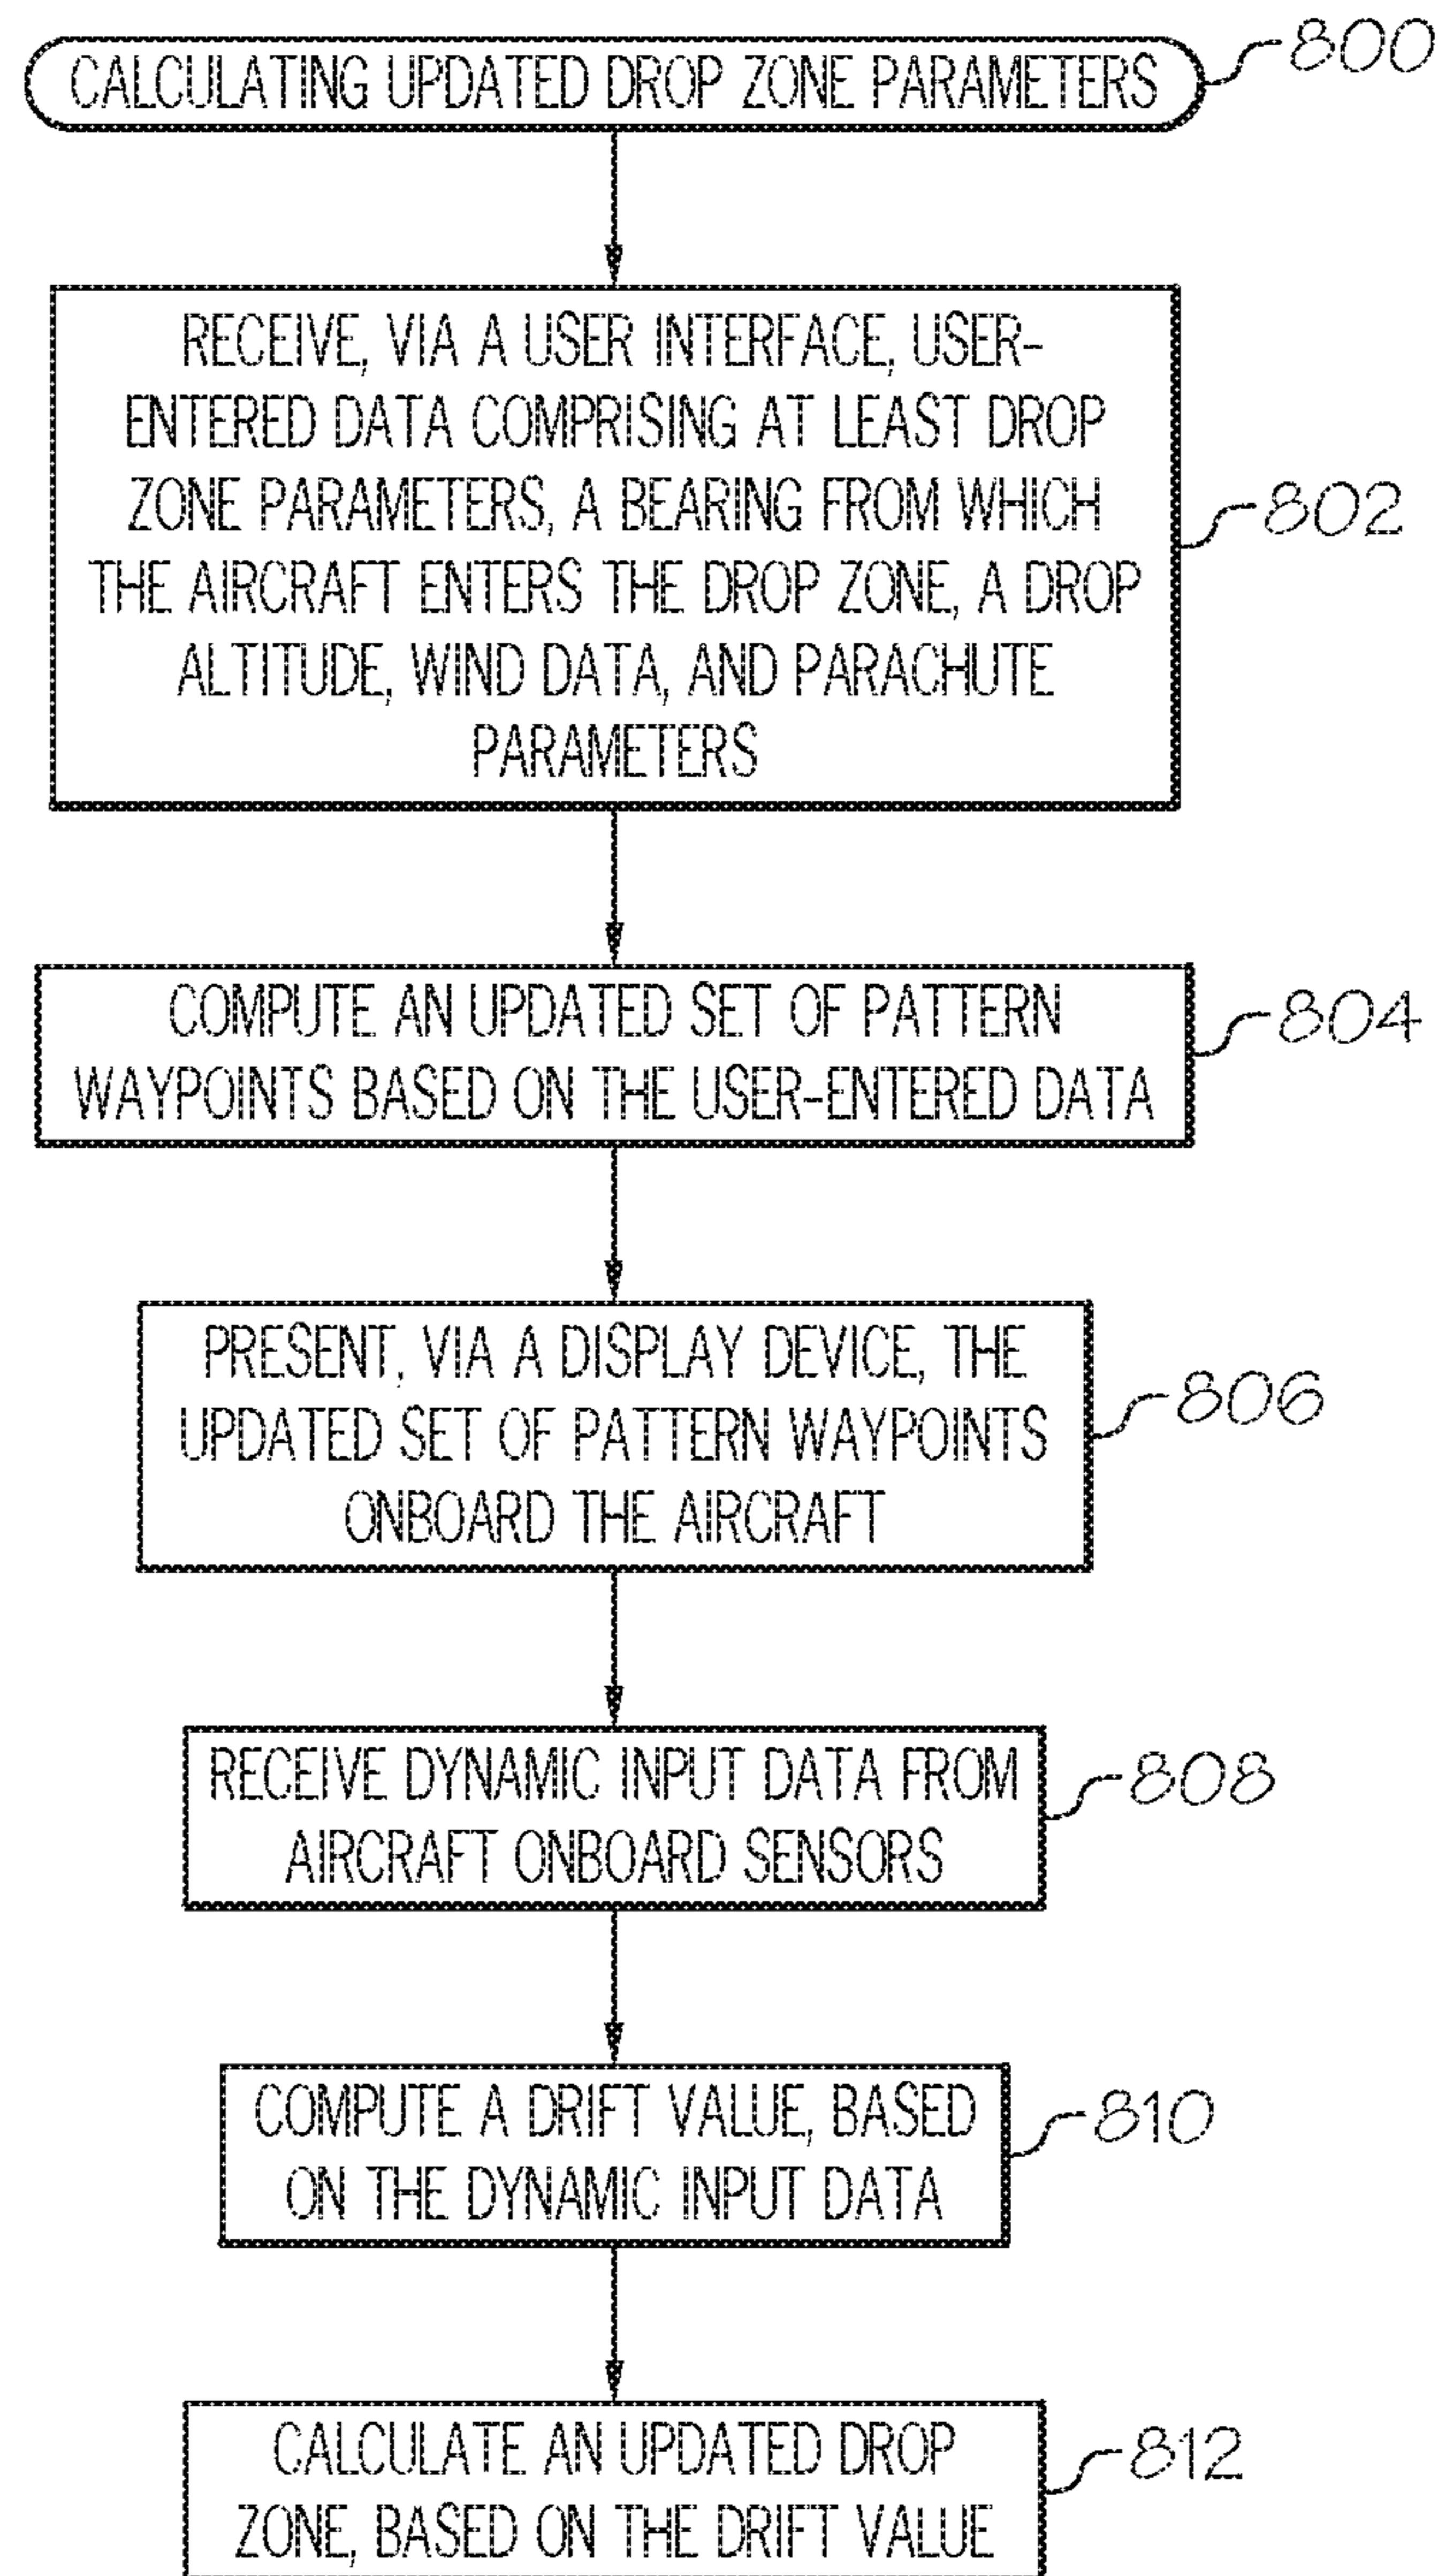 CALCULATING UPDATED DROP ZONE PARAMETERS
800
RECEIVE, VIA A USER INTERFACE, USER-
ENTERED DATA COMPRISING AT LEAST DROP
ZONE PARAMETERS, A BEARING FROM WHICH
THE AIRCRAFT ENTERS THE DROP ZONE, A DROP
ALTITUDE, WIND DATA, AND PARACHUTE
PARAMETERS
802
COMPUTE AN UPDATED SET OF PATTERN
WAYPOINTS BASED ON THE USER-ENTERED DATA
804
PRESENT, VIA A DISPLAY DEVICE, THE
UPDATED SET OF PATTERN WAYPOINTS
ONBOARD THE AIRCRAFT
806
RECEIVE DYNAMIC INPUT DATA FROM
AIRCRAFT ONBOARD SENSORS
808
COMPUTE A DRIFT VALUE, BASED
ON THE DYNAMIC INPUT DATA
810
CALCULATE AN UPDATED DROP
ZONE, BASED ON THE DRIFT VALUE
812